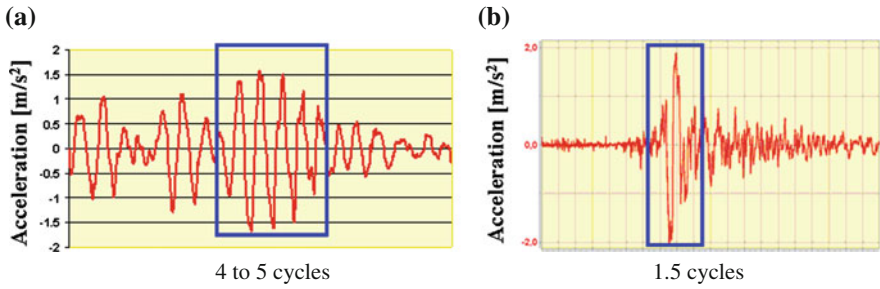 (a)
Acceleration [m/s²]
2
1.5
1
0.5
0
-0.5
-1
-1.5
-2
4 to 5 cycles
(b)
Acceleration [m/s²]
2,0
0,0
-2,0
1.5 cycles